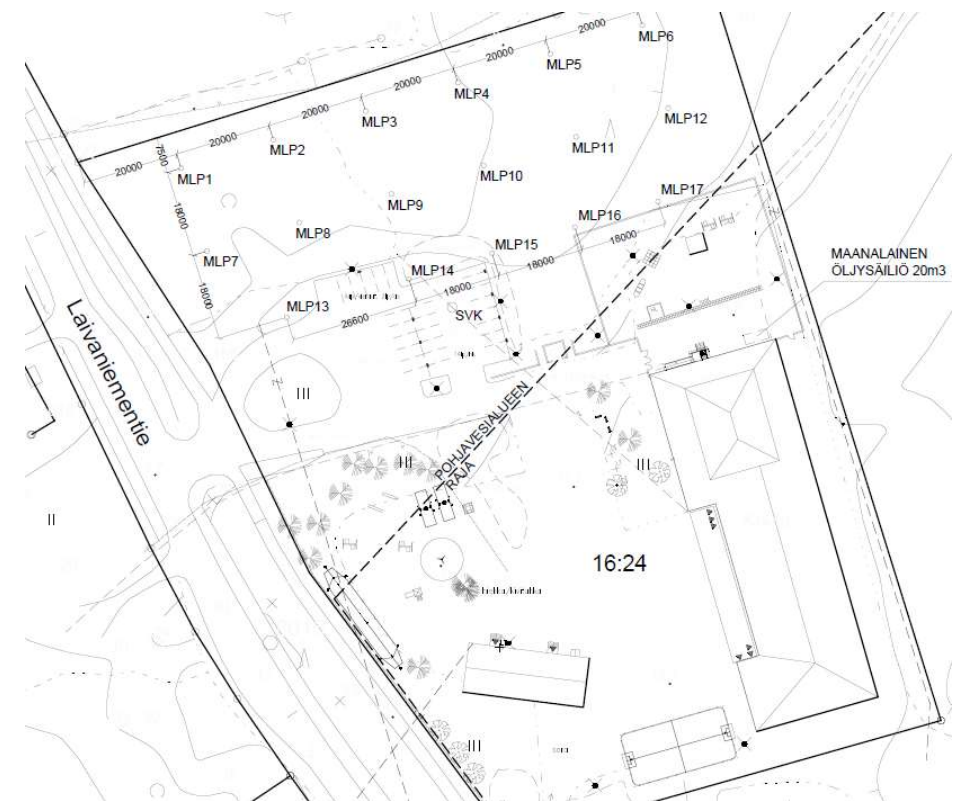 MLP6
20000
MLP5
20000
MLP4
20000
MLP3
20000
MLP2
20000
MLP1
20000
7500
MLP12
MLP11
MLP10
MLP9
MLP8
MLP7
18000
18000
MLP17
MLP16
18000
MLP15
18000
MLP14
18000
MLP13
26600
SVK
MAANALAINEN
ÖLJYSÄILIÖ 20m3
Laivaniementie
POHJAVESIALUEEN
RAJA
III
III
III
II
16:24
III